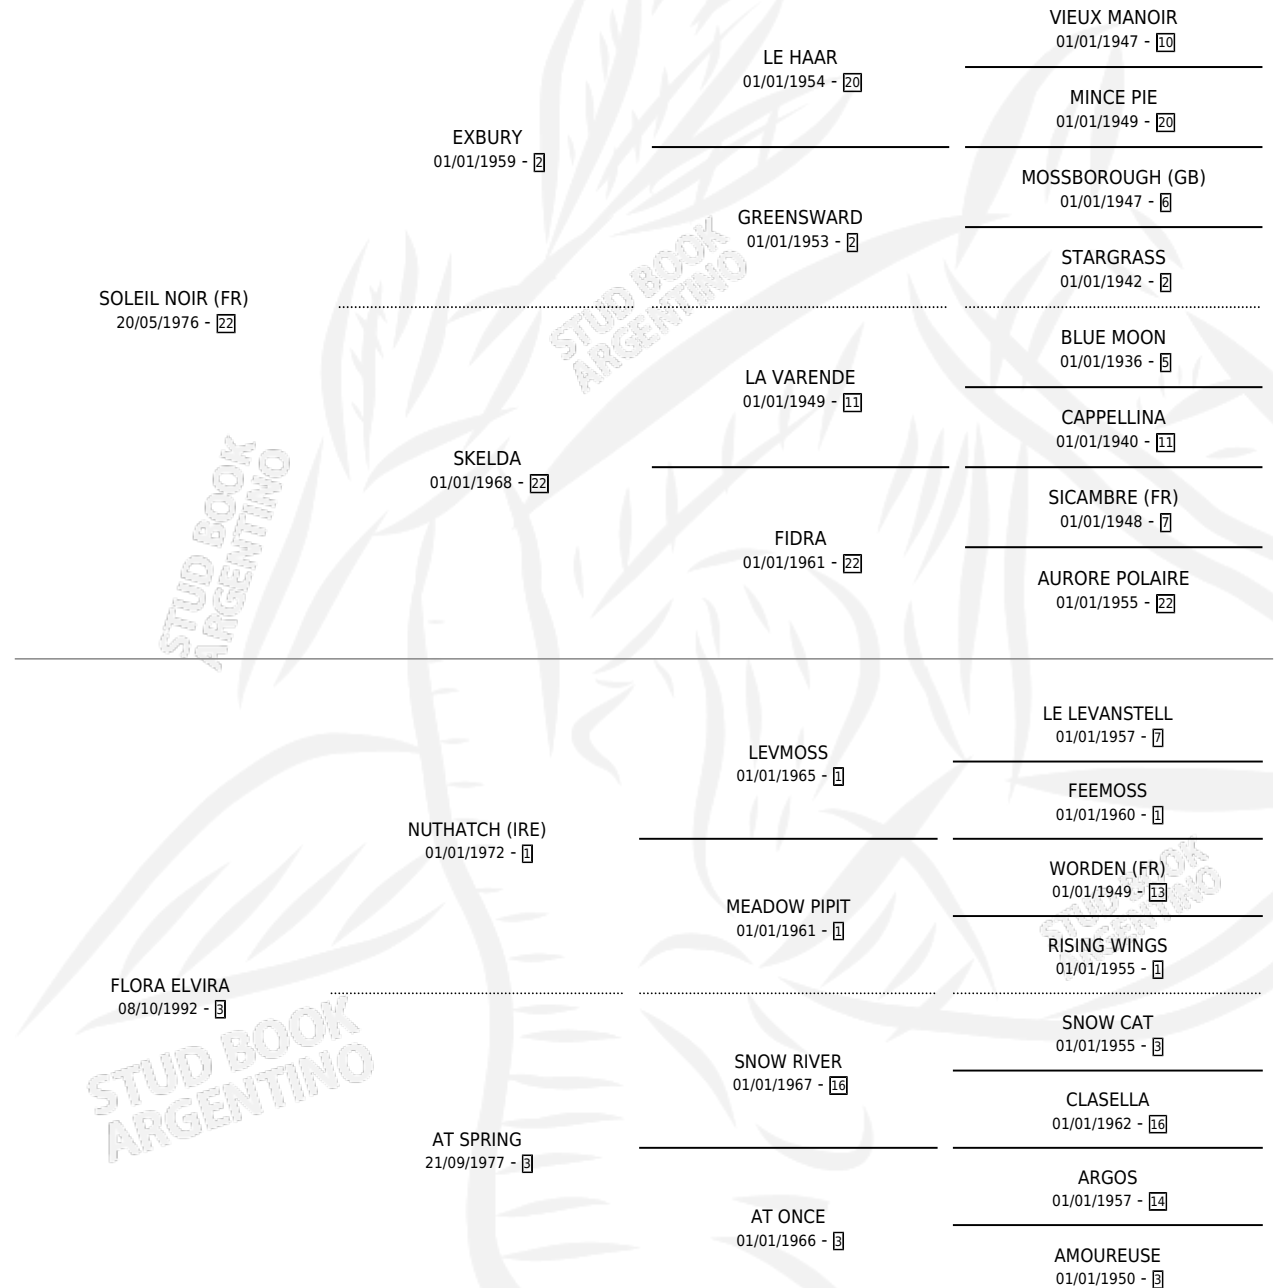 VIEUX MANOIR
01/01/1947 - 10
LE HAAR
01/01/1954 - 20
MINCE PIE
01/01/1949 - 20
EXBURY
01/01/1959 - 2
MOSSBOROUGH (GB)
01/01/1947 - 6
GREENSWARD
01/01/1953 - 2
STARGRASS
01/01/1942 - 2
SOLEIL NOIR (FR)
20/05/1976 - 22
BLUE MOON
01/01/1936 - 5
LA VARENDE
01/01/1949 - 11
CAPPELLINA
01/01/1940 - 11
SKELDA
01/01/1968 - 22
SICAMBRE (FR)
01/01/1948 - 7
FIDRA
01/01/1961 - 22
AURORE POLAIRE
01/01/1955 - 22
LE LEVANSTELL
01/01/1957 - 7
LEVMOSS
01/01/1965 - 1
FEEMOSS
01/01/1960 - 1
NUTHATCH (IRE)
01/01/1972 - 1
WORDEN (FR)
01/01/1949 - 13
MEADOW PIPIT
01/01/1961 - 1
RISING WINGS
01/01/1955 - 1
FLORA ELVIRA
08/10/1992 - 3
SNOW CAT
01/01/1955 - 3
SNOW RIVER
01/01/1967 - 16
CLASELLA
01/01/1962 - 16
AT SPRING
21/09/1977 - 3
ARGOS
01/01/1957 - 14
AT ONCE
01/01/1966 - 3
AMOUREUSE
01/01/1950 - 3
STUD BOOK
ARGENTINO
STUD BOOK
ARGENTINO
STUD BOOK
ARGENTINO
STUD BOOK
ARGENTINO